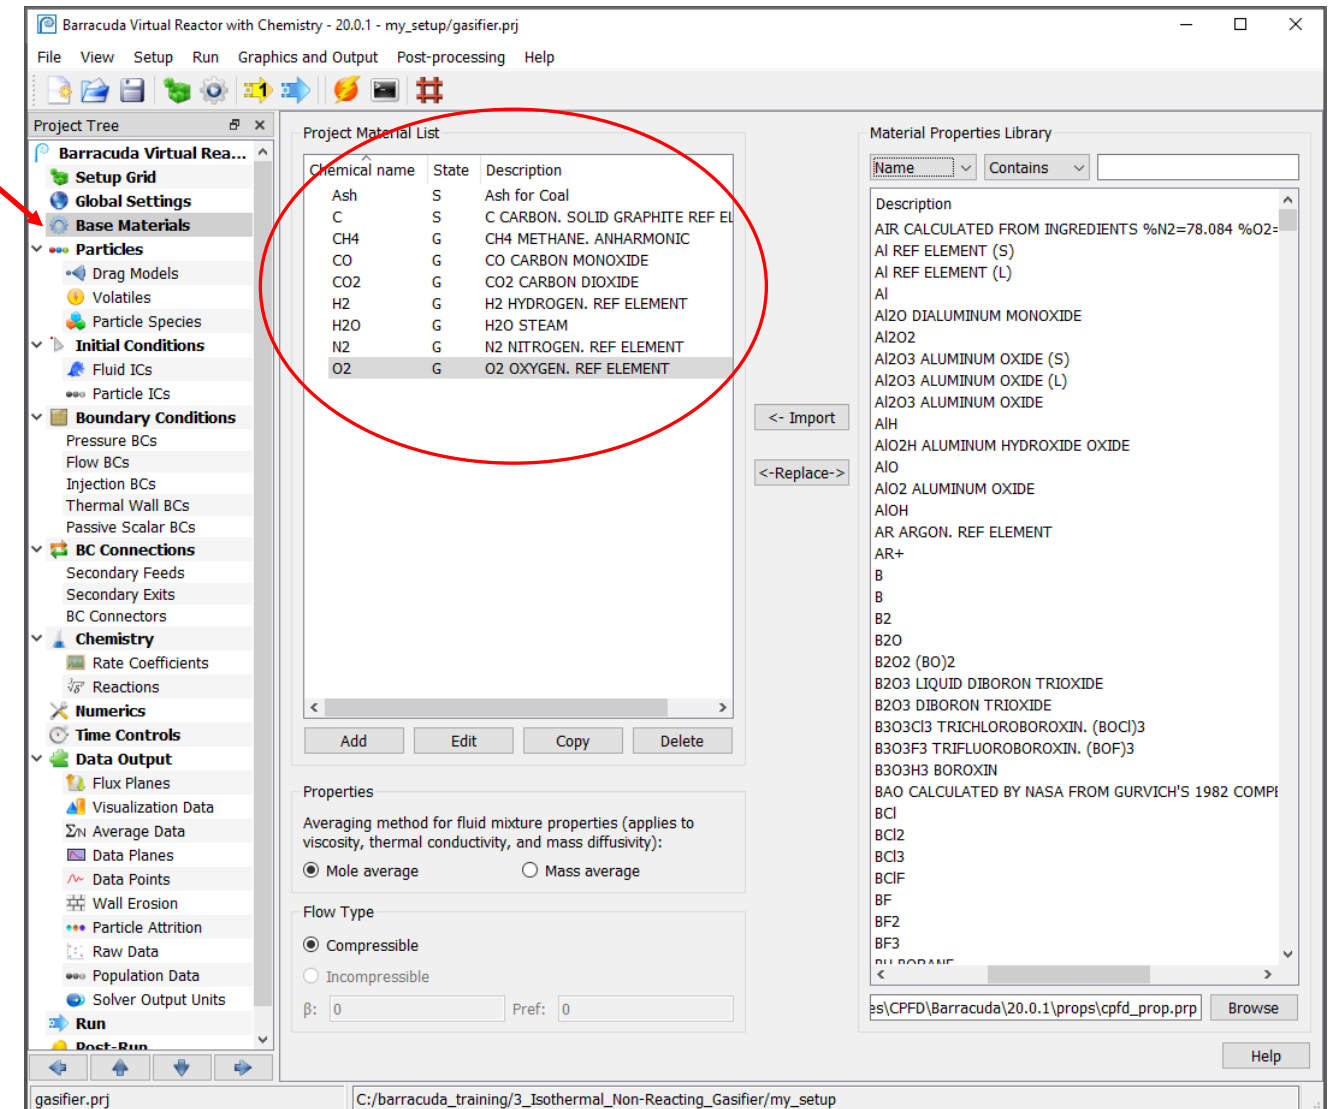 Barracuda Virtual Reactor with Chemistry - 20.0.1 - my_setup/gasifier.prj
File View Setup Run Graphics and Output Post-processing Help
1
Project Tree
Barracuda Virtual Rea...
Setup Grid
Global Settings
Base Materials
Particles
Drag Models
Volatiles
Particle Species
Initial Conditions
Fluid ICs
Particle ICs
Boundary Conditions
Pressure BCs
Flow BCs
Injection BCs
Thermal Wall BCs
Passive Scalar BCs
BC Connections
Secondary Feeds
Secondary Exits
BC Connectors
Chemistry
Rate Coefficients
Reactions
Numerics
Time Controls
Data Output
Flux Planes
Visualization Data
Average Data
Data Planes
Data Points
Wall Erosion
Particle Attrition
Raw Data
Population Data
Solver Output Units
Run
Post-Run
Project Material List
Chemical name State Description
Ash S Ash for Coal
C S C CARBON. SOLID GRAPHITE REF EL
CH4 G CH4 METHANE. ANHARMONIC
CO G CO CARBON MONOXIDE
CO2 G CO2 CARBON DIOXIDE
H2 G H2 HYDROGEN. REF ELEMENT
H2O G H2O STEAM
N2 G N2 NITROGEN. REF ELEMENT
O2 G O2 OXYGEN. REF ELEMENT
Add Edit Copy Delete
<- Import
<-Replace->
Properties
Averaging method for fluid mixture properties (applies to
viscosity, thermal conductivity, and mass diffusivity):
Mole average Mass average
Flow Type
Compressible
Incompressible
β: 0 Pref: 0
Material Properties Library
Name Contains
Description
AIR CALCULATED FROM INGREDIENTS %N2=78.084 %O2=
Al REF ELEMENT (S)
Al REF ELEMENT (L)
Al
Al2O DIALUMINUM MONOXIDE
Al2O2
Al2O3 ALUMINUM OXIDE (S)
Al2O3 ALUMINUM OXIDE (L)
Al2O3 ALUMINUM OXIDE
AlH
AlO2H ALUMINUM HYDROXIDE OXIDE
AlO
AlO2 ALUMINUM OXIDE
AlOH
AR ARGON. REF ELEMENT
AR+
B
B
B2
B2O
B2O2 (BO)2
B2O3 LIQUID DIBORON TRIOXIDE
B2O3 DIBORON TRIOXIDE
B3O3Cl3 TRICHLOROBOROXIN. (BOCl)3
B3O3F3 TRIFLUOROBOROXIN. (BOF)3
B3O3H3 BOROXIN
BAO CALCULATED BY NASA FROM GURVICH'S 1982 COMPE
BCl
BCl2
BCl3
BClF
BF
BF2
BF3
BH BORANE
es\CPFD\Barracuda\20.0.1\props\cpfd_prop.prp Browse
Help
gasifier.prj C:/barracuda_training/3_Isothermal_Non-Reacting_Gasifier/my_setup